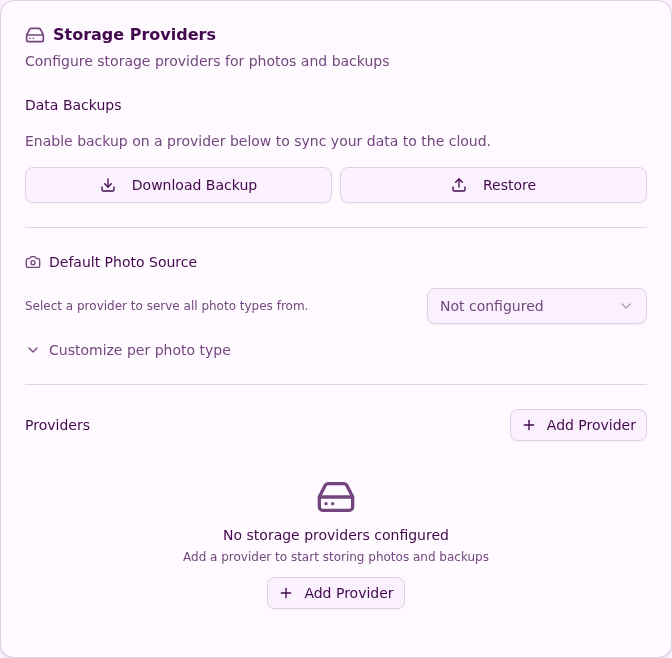 Storage Providers
Configure storage providers for photos and backups
Data Backups
Enable backup on a provider below to sync your data to the cloud.
Download Backup
Restore
Default Photo Source
Select a provider to serve all photo types from.
Not configured
Customize per photo type
Providers
Add Provider
No storage providers configured
Add a provider to start storing photos and backups
Add Provider